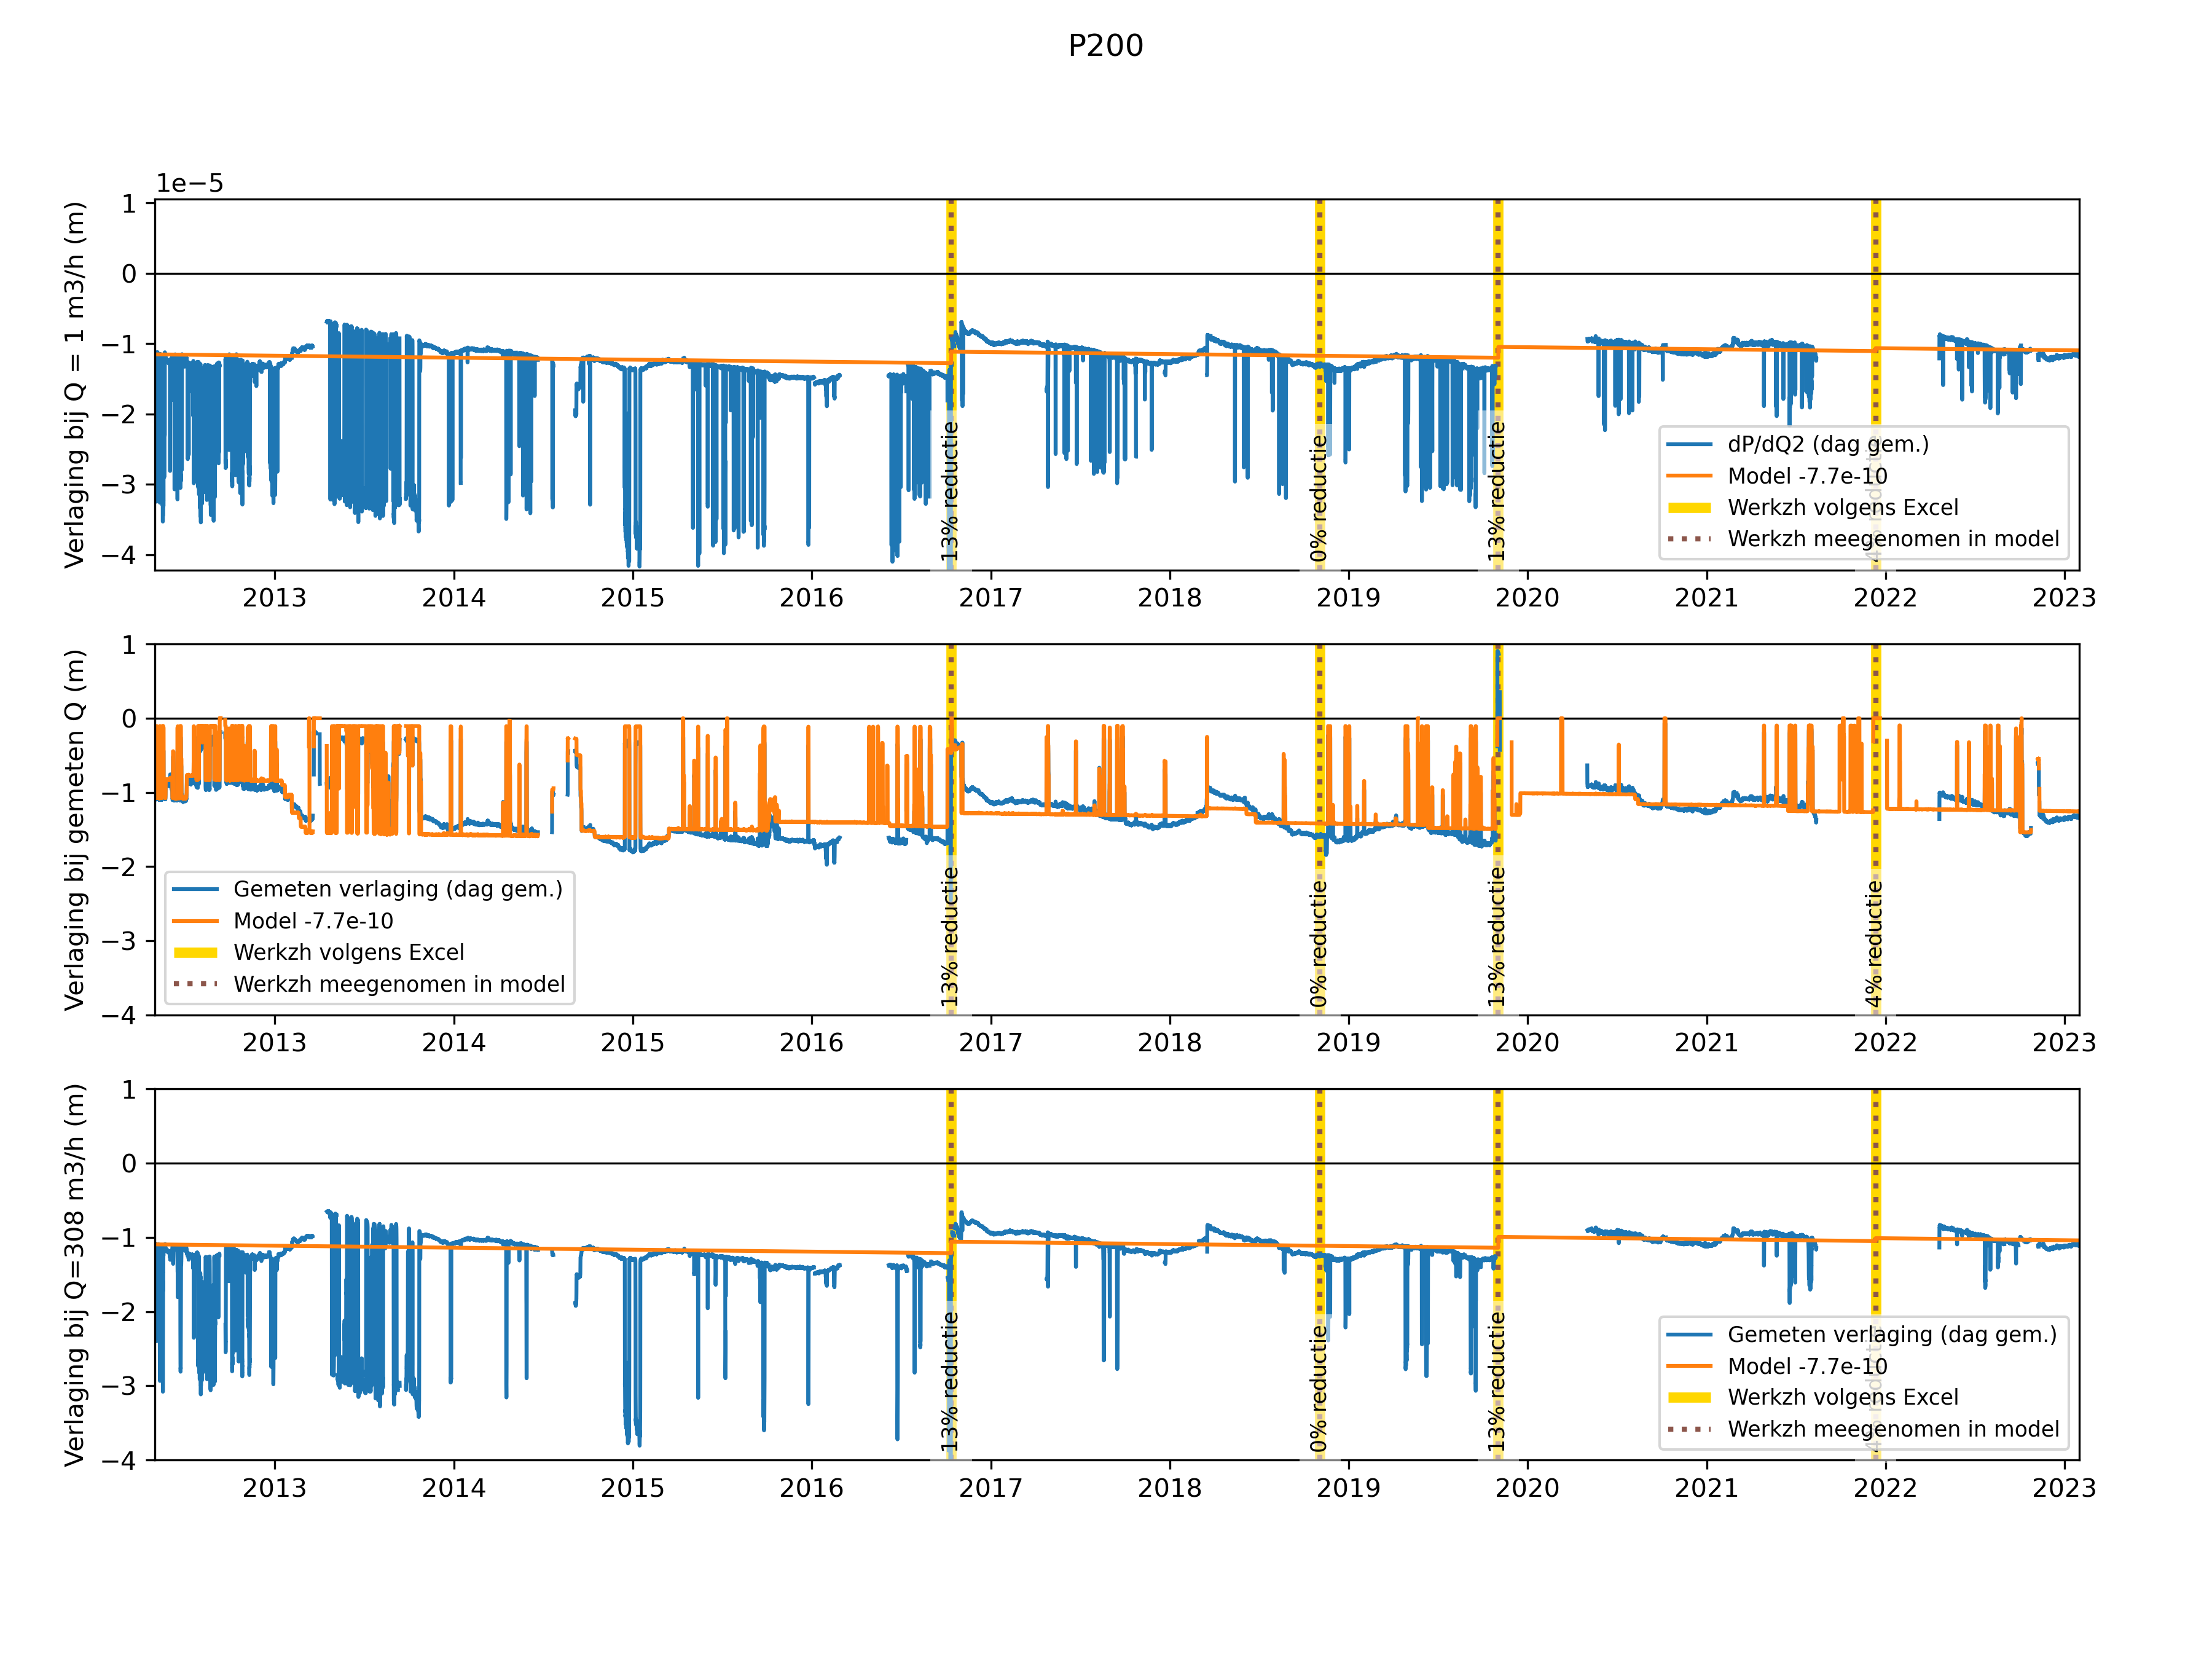 P200
1e−5
Verlaging bij Q = 1 m3/h (m)
1
0
−1
−2
−3
−4
13% reductie
0% reductie
13% reductie
4% reductie
dP/dQ2 (dag gem.)
Model -7.7e-10
Werkzh volgens Excel
Werkzh meegenomen in model
2013 2014 2015 2016 2017 2018 2019 2020 2021 2022 2023
Verlaging bij gemeten Q (m)
1
0
−1
−2
−3
−4
Gemeten verlaging (dag gem.)
Model -7.7e-10
Werkzh volgens Excel
Werkzh meegenomen in model
13% reductie
0% reductie
13% reductie
4% reductie
2013 2014 2015 2016 2017 2018 2019 2020 2021 2022 2023
Verlaging bij Q=308 m3/h (m)
1
0
−1
−2
−3
−4
13% reductie
0% reductie
13% reductie
4% reductie
Gemeten verlaging (dag gem.)
Model -7.7e-10
Werkzh volgens Excel
Werkzh meegenomen in model
2013 2014 2015 2016 2017 2018 2019 2020 2021 2022 2023